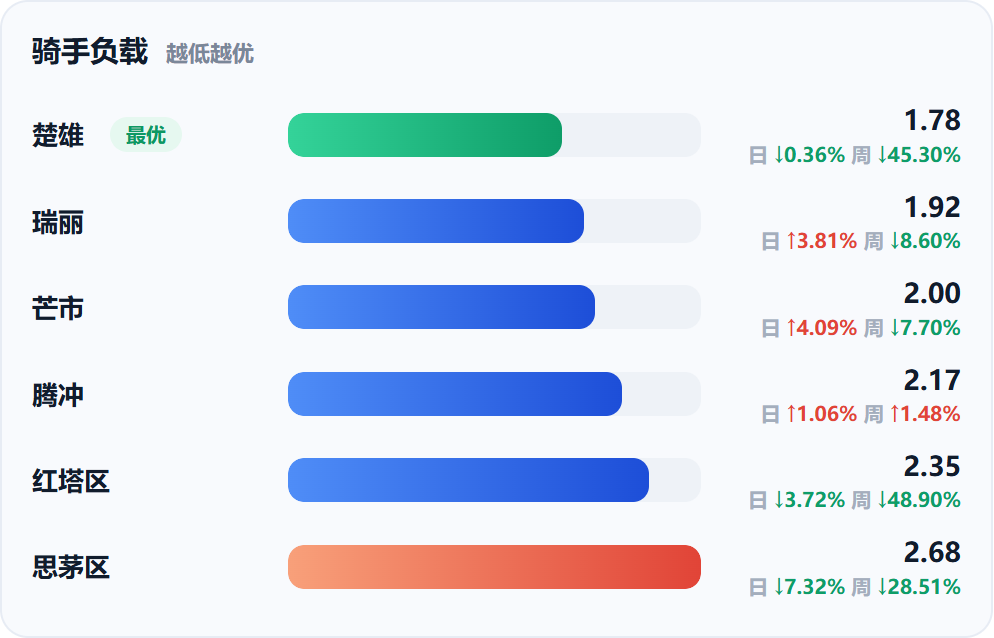 骑手负载 越低越优
楚雄 最优 1.78
日 ↓0.36% 周 ↓45.30%
瑞丽 1.92
日 ↑3.81% 周 ↓8.60%
芒市 2.00
日 ↑4.09% 周 ↓7.70%
腾冲 2.17
日 ↑1.06% 周 ↑1.48%
红塔区 2.35
日 ↓3.72% 周 ↓48.90%
思茅区 2.68
日 ↓7.32% 周 ↓28.51%